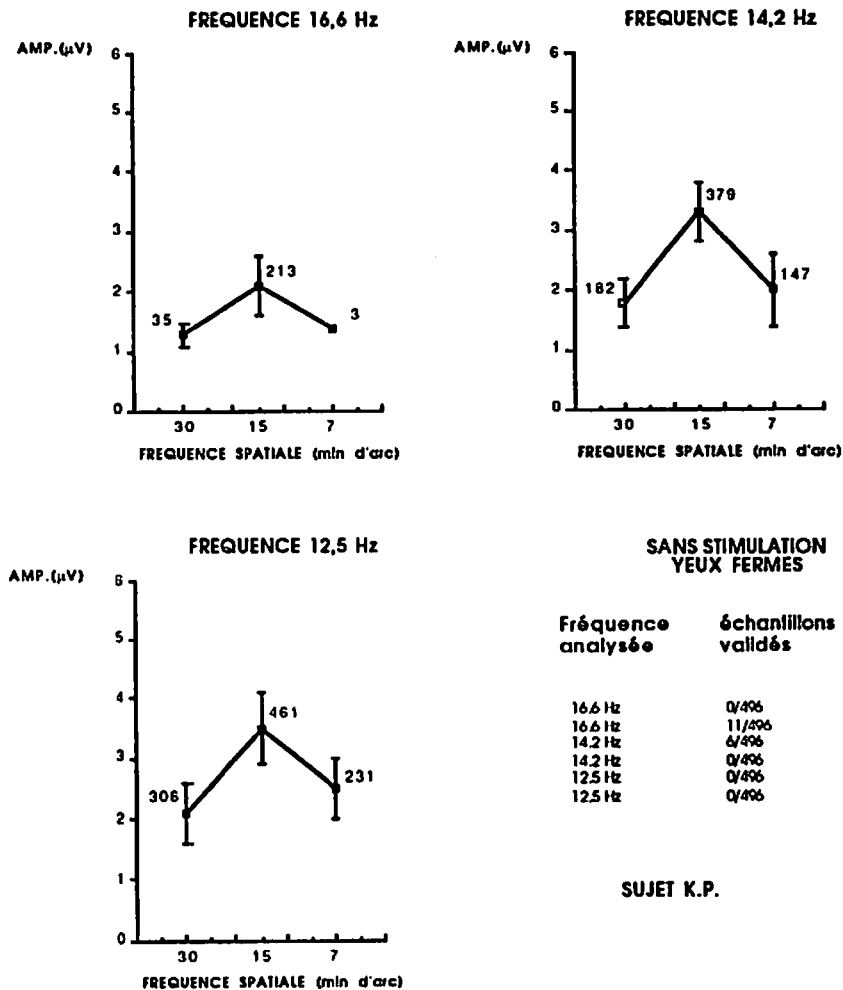 FREQUENCE 16,6 Hz
AMP.(µV)
6
5
4
3
2
1
0
35
213
3
30 15 7
FREQUENCE SPATIALE (min d'arc)
FREQUENCE 14,2 Hz
AMP.(µV)
6
5
4
3
2
1
0
182
379
147
30 15 7
FREQUENCE SPATIALE (min d'arc)
FREQUENCE 12,5 Hz
AMP.(µV)
6
5
4
3
2
1
0
306
461
231
30 15 7
FREQUENCE SPATIALE (min d'arc)
SANS STIMULATION
YEUX FERMES
Fréquence échantillons
analysée validés
16.6 Hz 0/496
16.6 Hz 11/496
14.2 Hz 6/496
14.2 Hz 0/496
12.5 Hz 0/496
12.5 Hz 0/496
SUJET K.P.